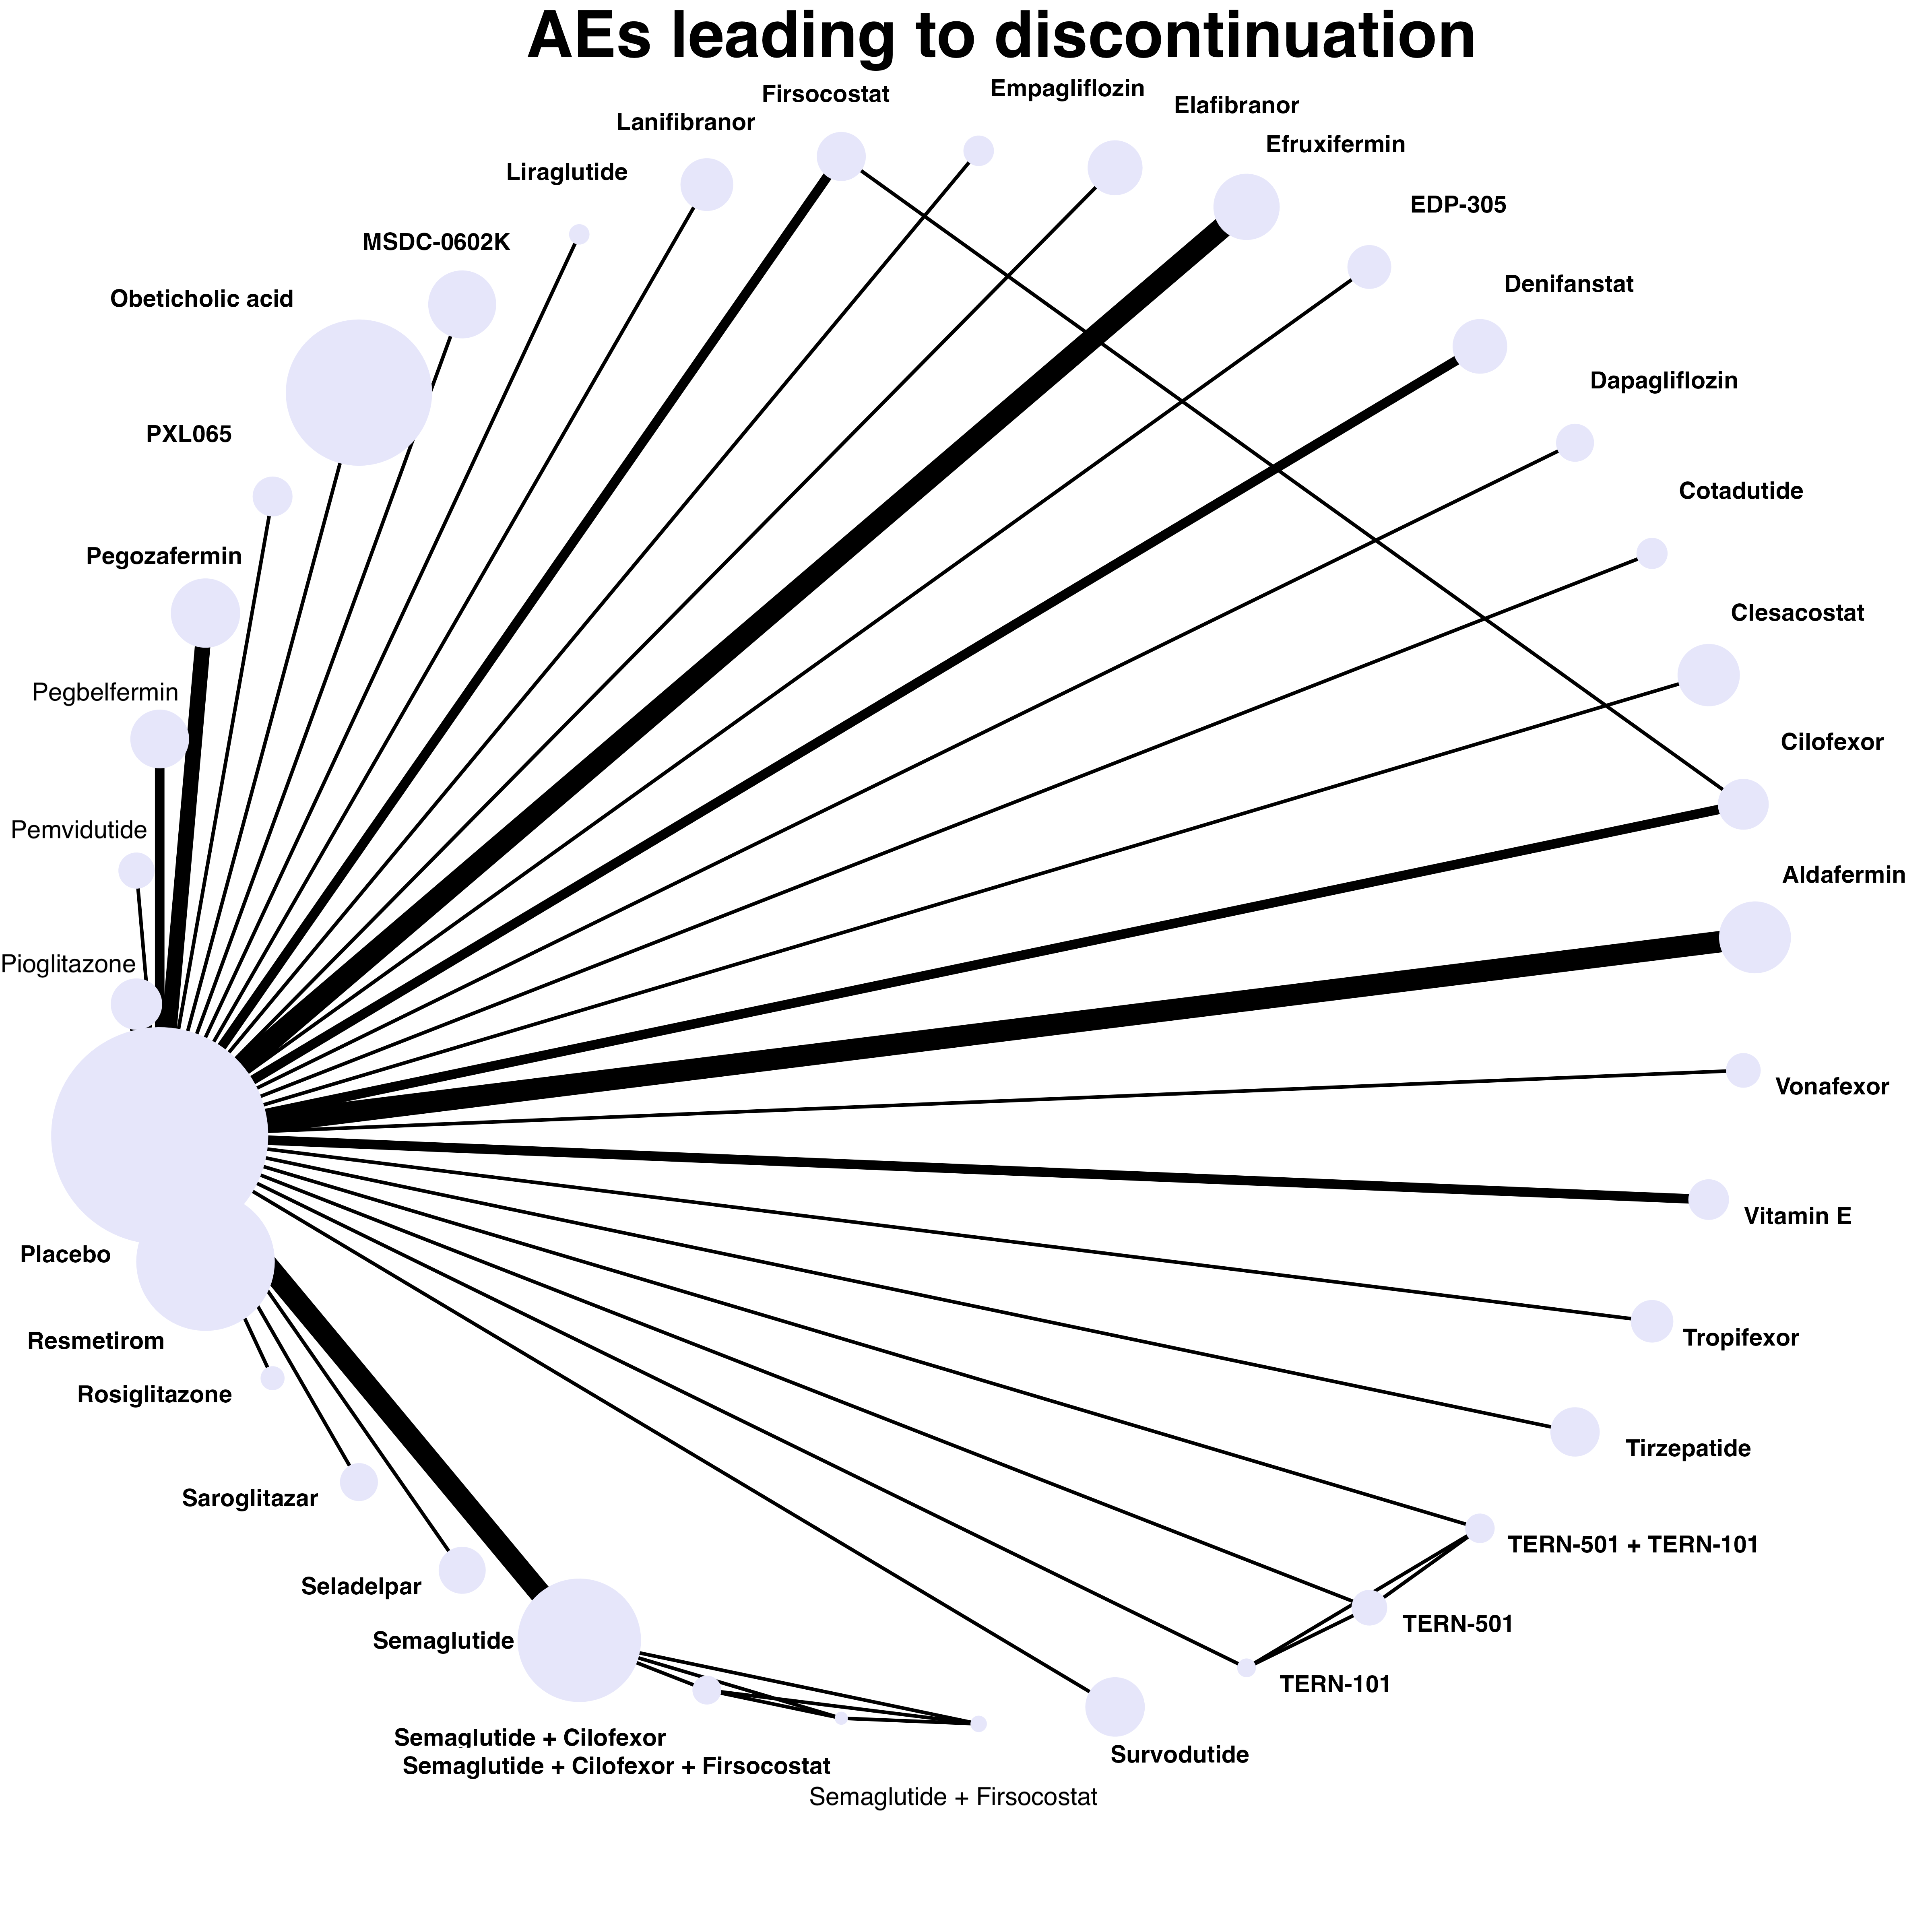 AEs leading to discontinuation
Empagliflozin
Firsocostat
Elafibranor
Lanifibranor
Efruxifermin
Liraglutide
EDP-305
MSDC-0602K
Denifanstat
Obeticholic acid
Dapagliflozin
PXL065
Cotadutide
Pegozafermin
Clesacostat
Pegbelfermin
Cilofexor
Pemvidutide
Aldafermin
Pioglitazone
Vonafexor
Vitamin E
Placebo
Tropifexor
Resmetirom
Rosiglitazone
Tirzepatide
Saroglitazar
TERN-501 + TERN-101
Seladelpar
TERN-501
Semaglutide
TERN-101
Semaglutide + Cilofexor
Survodutide
Semaglutide + Cilofexor + Firsocostat
Semaglutide + Firsocostat